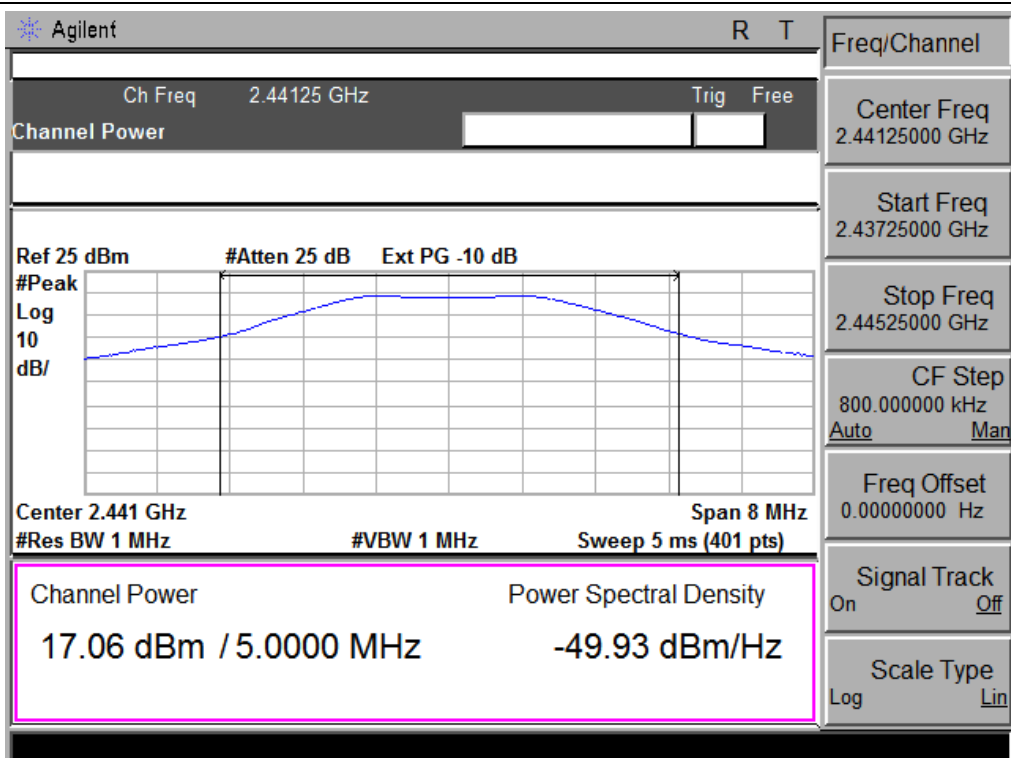 Agilent R T
Ch Freq 2.44125 GHz Trig Free
Channel Power
Ref 25 dBm #Atten 25 dB Ext PG -10 dB
#Peak
Log
10
dB/
Center 2.441 GHz Span 8 MHz
#Res BW 1 MHz #VBW 1 MHz Sweep 5 ms (401 pts)
Channel Power Power Spectral Density
17.06 dBm / 5.0000 MHz -49.93 dBm/Hz
Freq/Channel
Center Freq
2.44125000 GHz
Start Freq
2.43725000 GHz
Stop Freq
2.44525000 GHz
CF Step
800.000000 kHz
Auto Man
Freq Offset
0.00000000 Hz
Signal Track
On Off
Scale Type
Log Lin